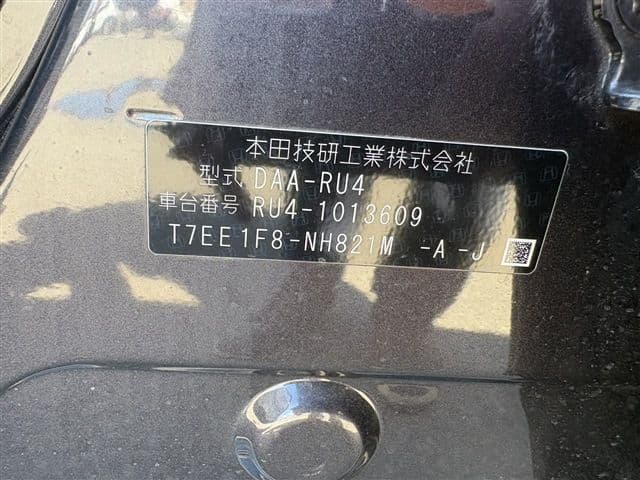 本田技研工業株式会社
型式 DAA-RU4
車台番号 RU4-1013609
T7EE1F8-NH821M -A -J